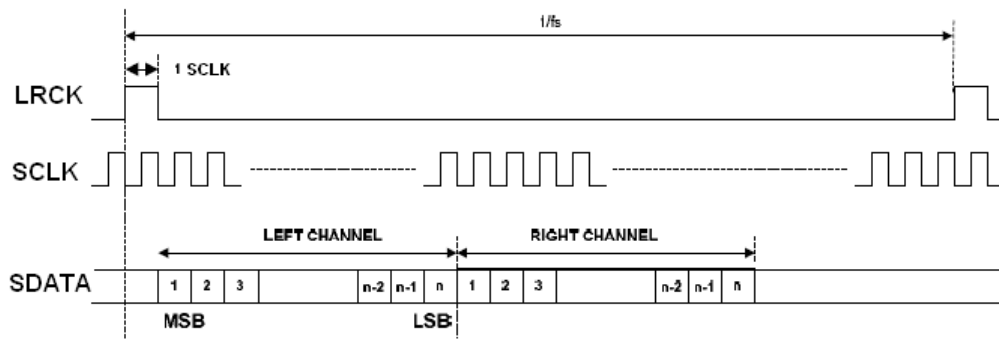 1/fs
1 SCLK
LRCK
SCLK
LEFT CHANNEL RIGHT CHANNEL
SDATA 1 2 3 n-2 n-1 n 1 2 3 n-2 n-1 n
MSB LSB